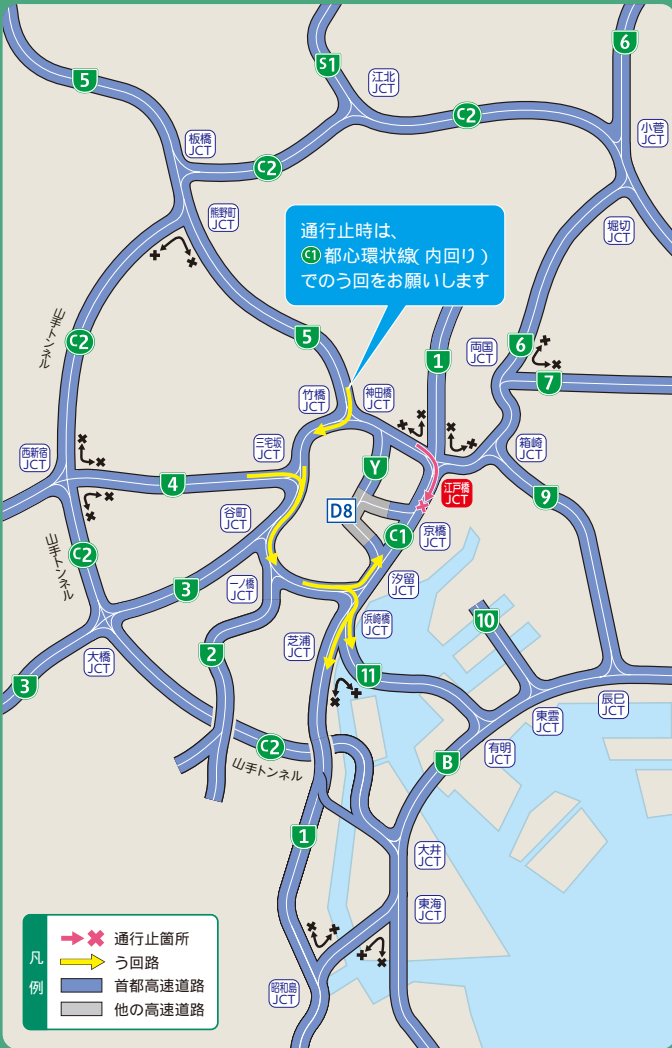 S1
6
5
江北
JCT
C2
小菅
JCT
板橋
JCT
C2
熊野町
JCT
堀切
JCT
通行止時は、
C1都心環状線(内回り)
でのう回をお願いします
山手トンネル
C2
5
1
両国
JCT
6
7
竹橋
JCT
神田橋
JCT
三宅坂
JCT
箱崎
JCT
西新宿
JCT
4
Y
江戸橋
JCT
9
谷町
JCT
D8
C1
京橋
JCT
山手トンネル
C2
3
一ノ橋
JCT
汐留
JCT
浜崎橋
JCT
10
大橋
JCT
2
芝浦
JCT
11
3
辰巳
JCT
東雲
JCT
有明
JCT
C2
山手トンネル
B
1
大井
JCT
東海
JCT
昭和島
JCT
凡例
通行止箇所
う回路
首都高速道路
他の高速道路